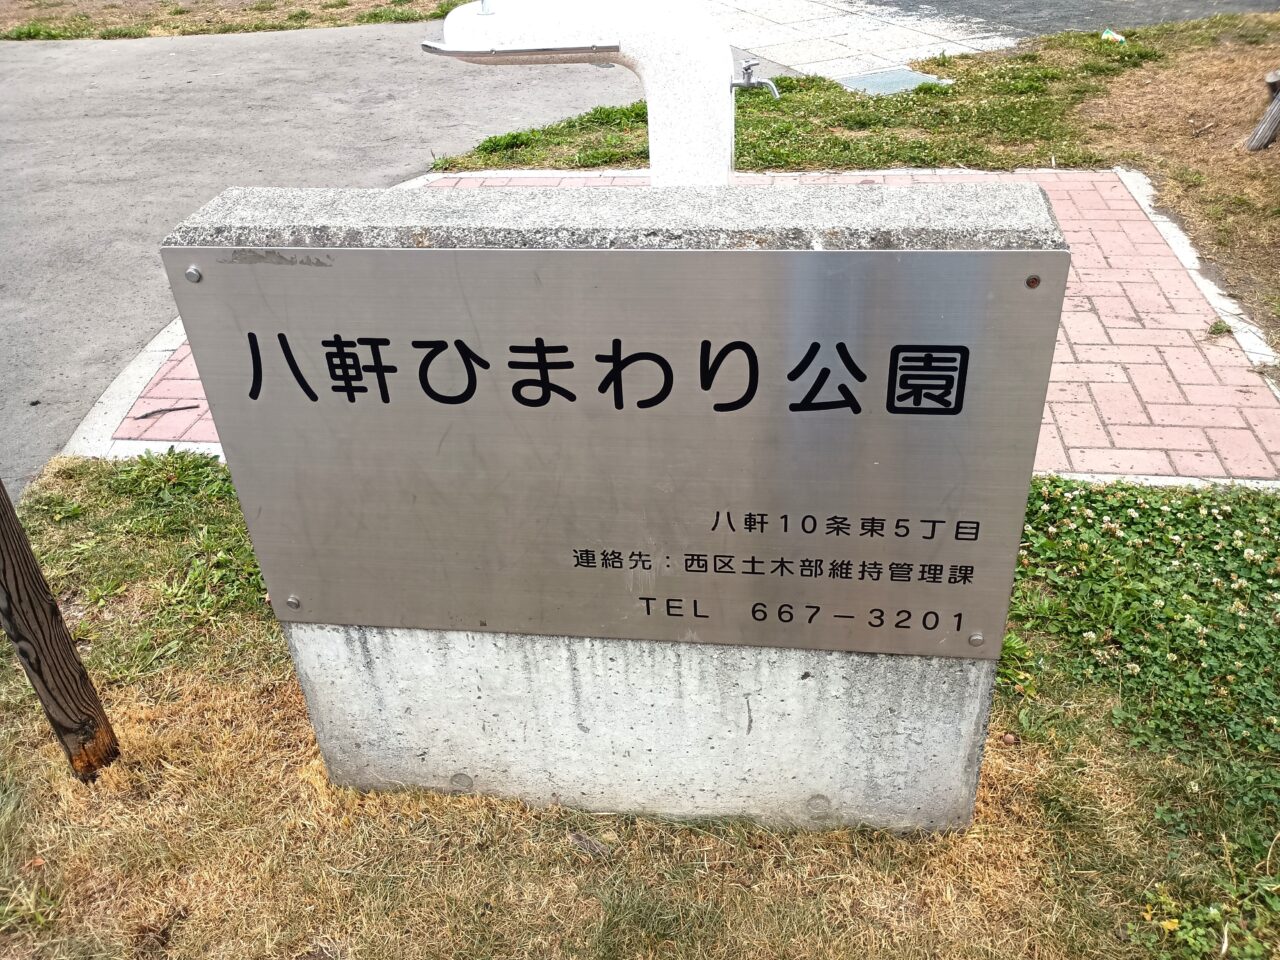 八軒ひまわり公園
八軒10条東5丁目
連絡先：西区土木部維持管理課
TEL 667－3201